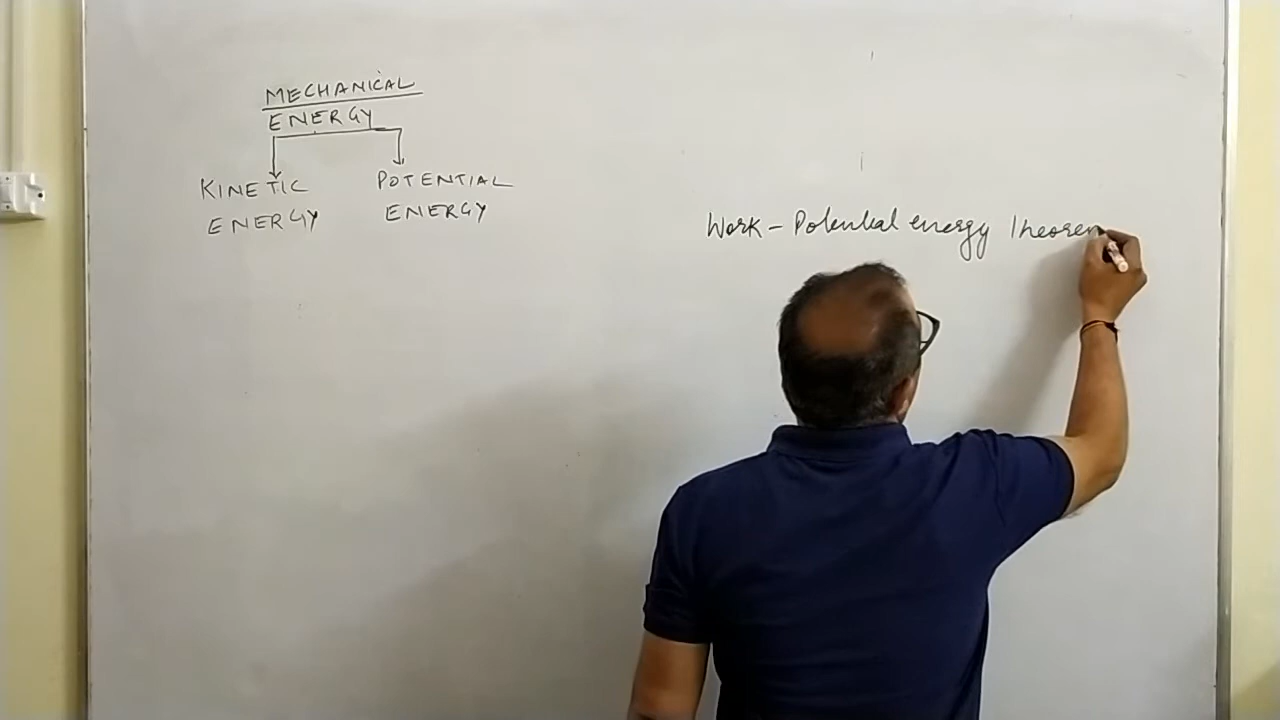 MECHANICAL
ENERGY
KINETIC
ENERGY
POTENTIAL
ENERGY
Work - Potential energy Theorem